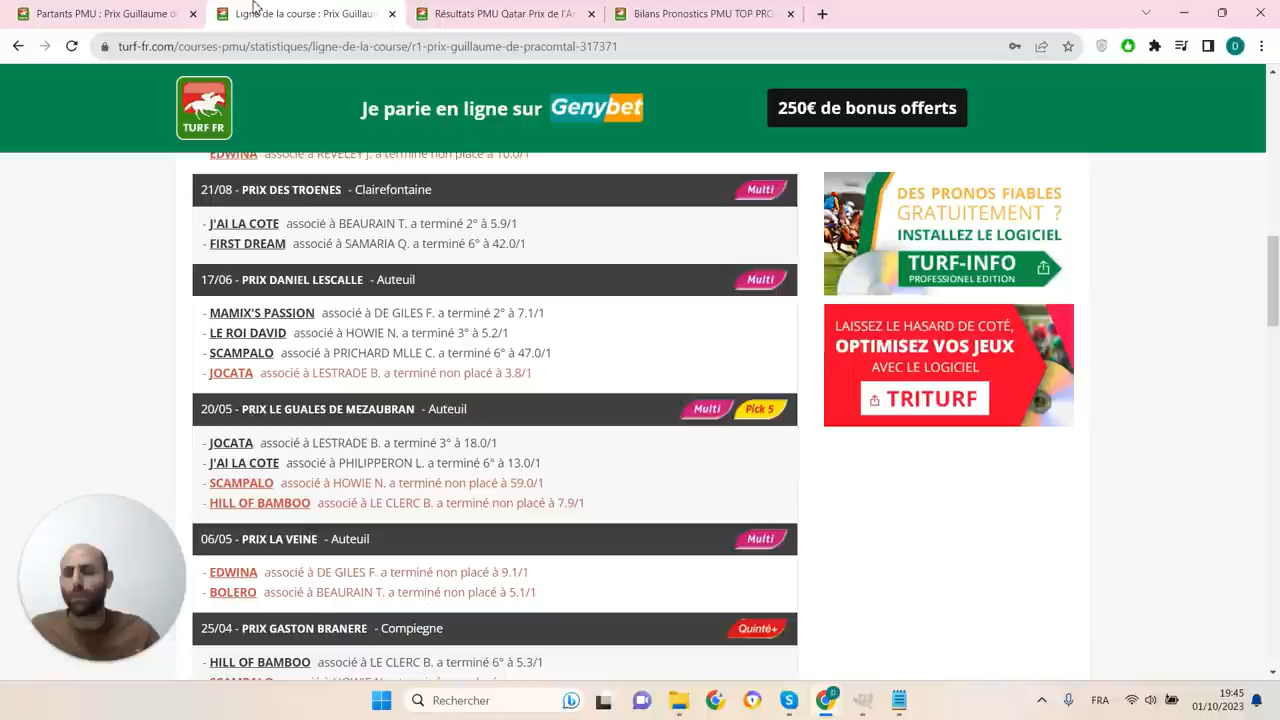 Partants PMU : Prix Guillaume d
Ligne de la course : Prix Guillau
Résultats PMU Qatar Prix de l'Ar
Bilans Pronostics PMU TOP PRO
turf-fr.com/courses-pmu/statistiques/ligne-de-la-course/r1-prix-guillaume-de-pracomtal-317371
D
TURF FR
Je parie en ligne sur Genybet
250€ de bonus offerts
EDWINA associé à REVELEY J. a terminé non placé à 10.0/1
21/08 - PRIX DES TROENES - Clairefontaine Multi
- J'AI LA COTE associé à BEAURAIN T. a terminé 2° à 5.9/1
- FIRST DREAM associé à SAMARIA Q. a terminé 6° à 42.0/1
17/06 - PRIX DANIEL LESCALLE - Auteuil Multi
- MAMIX'S PASSION associé à DE GILES F. a terminé 2° à 7.1/1
- LE ROI DAVID associé à HOWIE N. a terminé 3° à 5.2/1
- SCAMPALO associé à PRICHARD MLLE C. a terminé 6° à 47.0/1
- JOCATA associé à LESTRADE B. a terminé non placé à 3.8/1
20/05 - PRIX LE GUALES DE MEZAUBRAN - Auteuil Multi Pick 5
- JOCATA associé à LESTRADE B. a terminé 3° à 18.0/1
- J'AI LA COTE associé à PHILIPPERON L. a terminé 6° à 13.0/1
- SCAMPALO associé à HOWIE N. a terminé non placé à 59.0/1
- HILL OF BAMBOO associé à LE CLERC B. a terminé non placé à 7.9/1
06/05 - PRIX LA VEINE - Auteuil Multi
- EDWINA associé à DE GILES F. a terminé non placé à 9.1/1
- BOLERO associé à BEAURAIN T. a terminé non placé à 5.1/1
25/04 - PRIX GASTON BRANERE - Compiegne Quinté+
- HILL OF BAMBOO associé à LE CLERC B. a terminé 6° à 5.3/1
DES PRONOS FIABLES
GRATUITEMENT ?
INSTALLEZ LE LOGICIEL
TURF-INFO
PROFESSIONEL EDITION
LAISSEZ LE HASARD DE COTÉ,
OPTIMISEZ VOS JEUX
AVEC LE LOGICIEL
TRITURF
Rechercher
D
FRA
19:45
01/10/2023